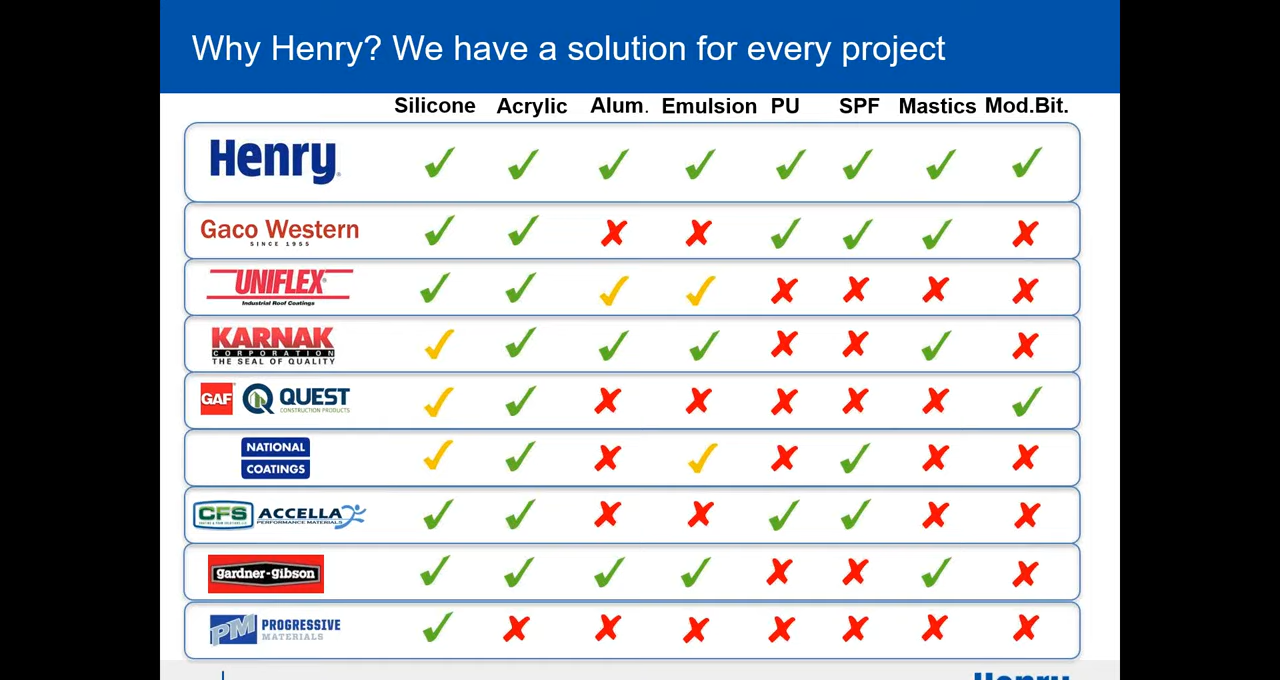 Why Henry? We have a solution for every project
Silicone Acrylic Alum. Emulsion PU SPF Mastics Mod.Bit.
Henry
Gaco Western
SINCE 1955
UNIFLEX
Industrial Roof Coatings
KARNAK
CORPORATION
THE SEAL OF QUALITY
GAF QUEST
CONSTRUCTION PRODUCTS
NATIONAL
COATINGS
CFS ACCELLA
PERFORMANCE MATERIALS
gardner-gibson
PM PROGRESSIVE
MATERIALS
Henry